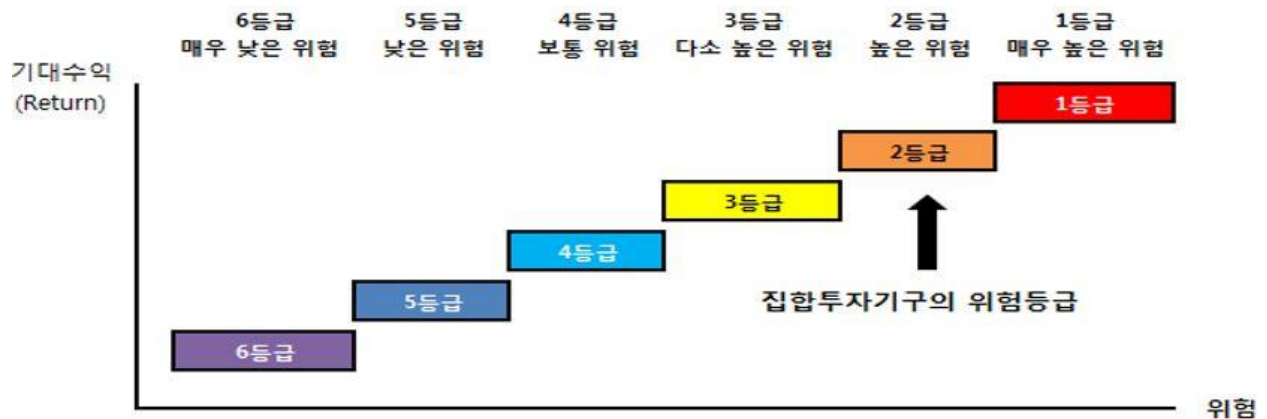 6등급 5등급 4등급 3등급 2등급 1등급
매우 낮은 위험 낮은 위험 보통 위험 다소 높은 위험 높은 위험 매우 높은 위험
기대수익
(Return)
1등급
2등급
3등급
4등급
집합투자기구의 위험등급
5등급
6등급
위험